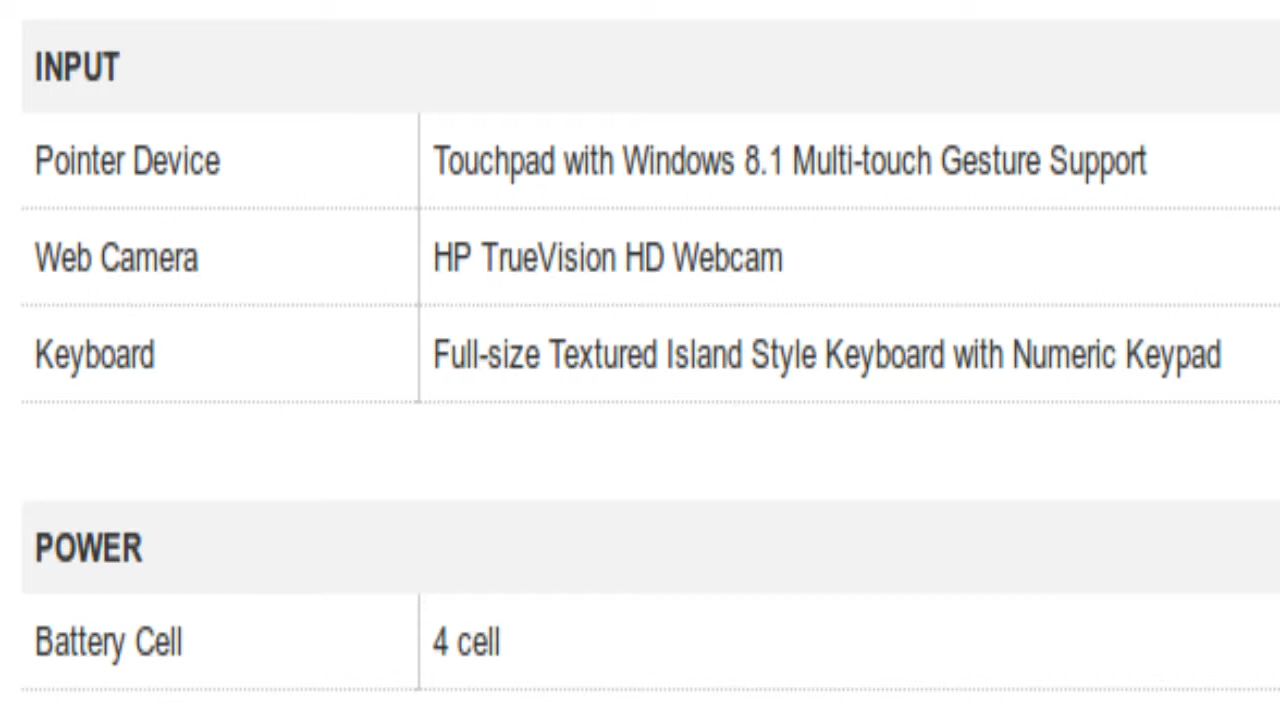 INPUT
Pointer Device Touchpad with Windows 8.1 Multi-touch Gesture Support
Web Camera HP TrueVision HD Webcam
Keyboard Full-size Textured Island Style Keyboard with Numeric Keypad
POWER
Battery Cell 4 cell